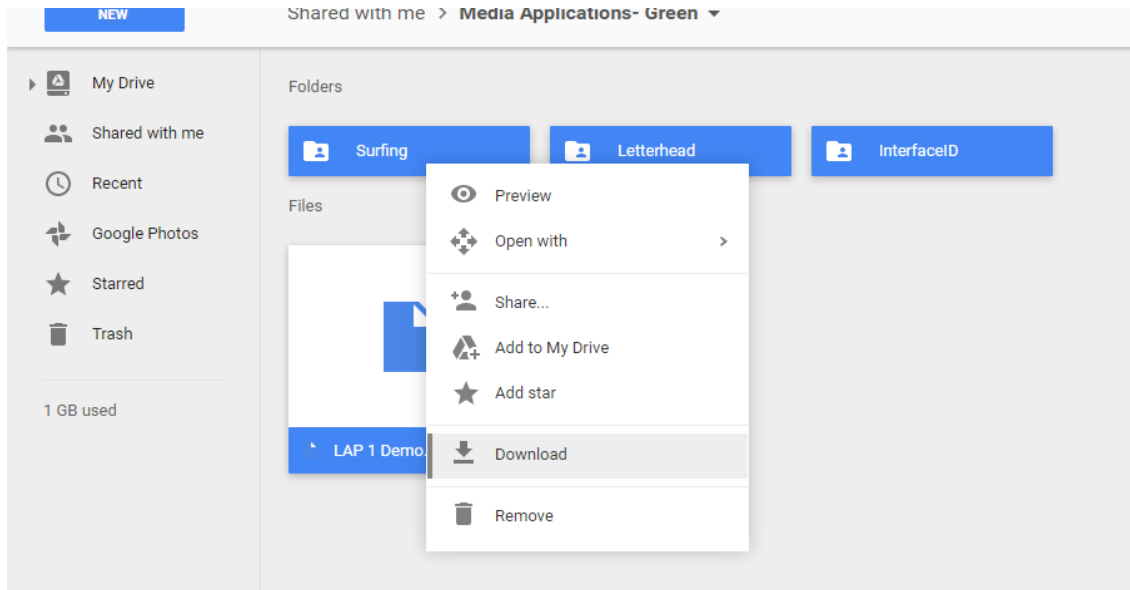 NEW
Shared with me > Media Applications- Green
My Drive
Shared with me
Recent
Google Photos
Starred
Trash
1 GB used
Folders
Surfing
Letterhead
InterfaceID
Files
LAP 1 Demo.
Preview
Open with
Share...
Add to My Drive
Add star
Download
Remove